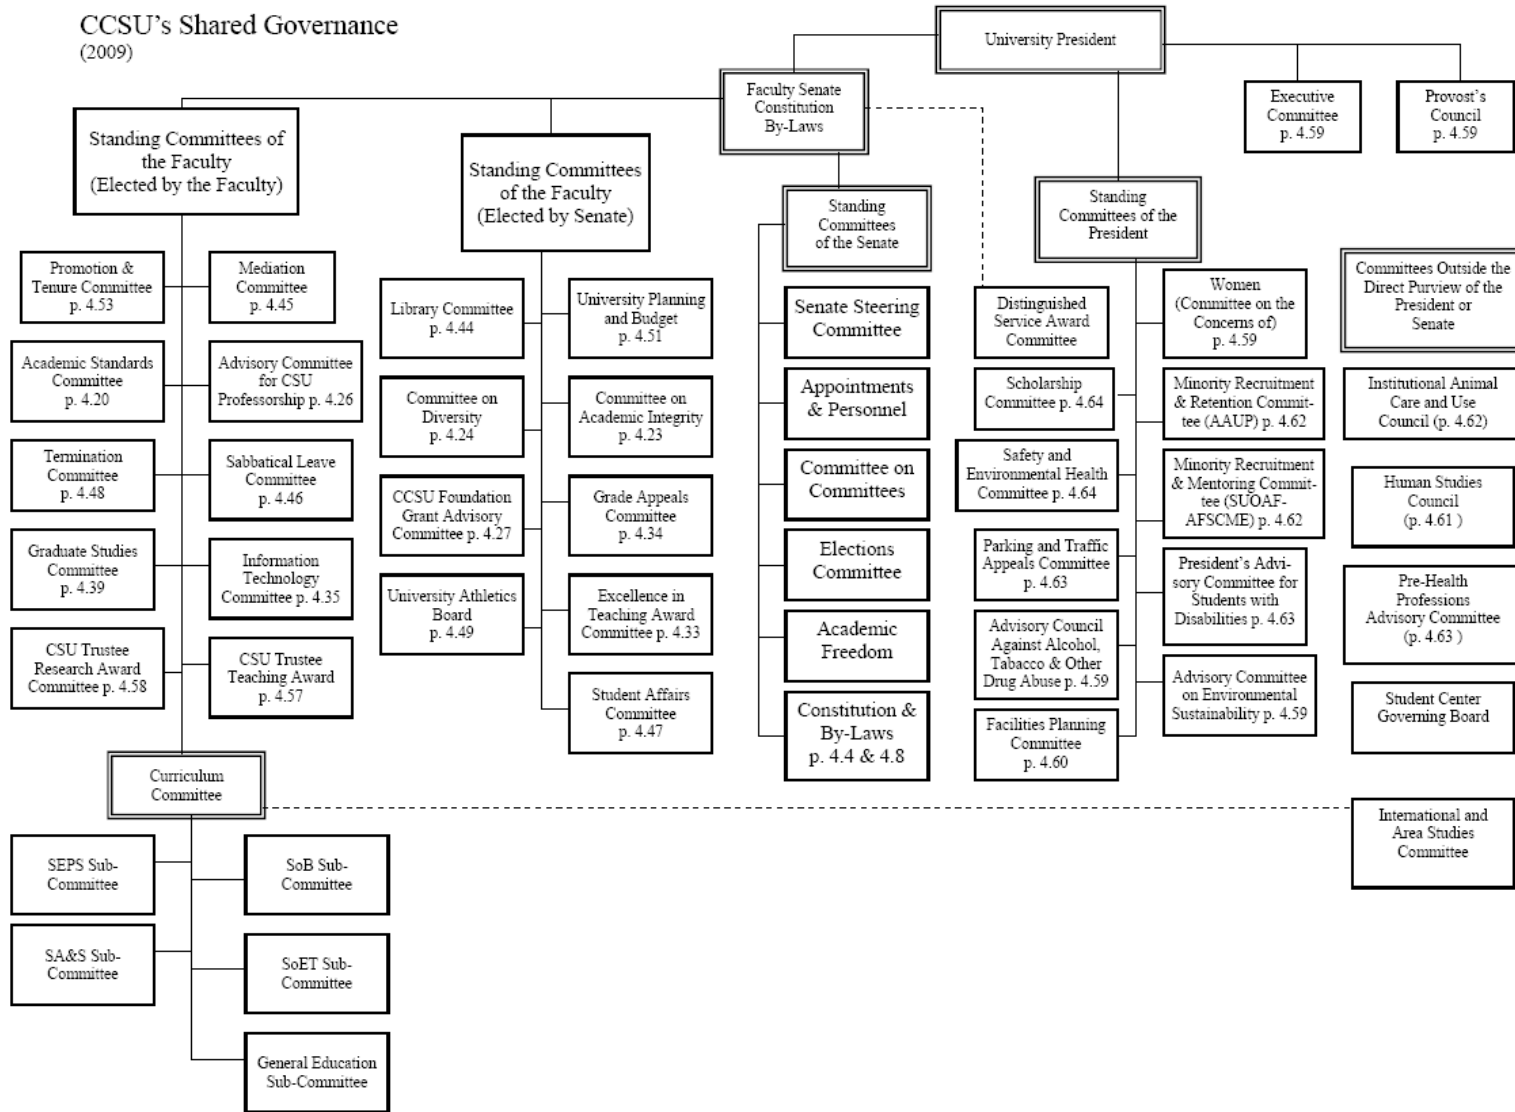 CCSU's Shared Governance
(2009)
University President
Faculty Senate
Constitution
By-Laws
Executive
Committee
p. 4.59
Provost's
Council
p. 4.59
Standing Committees of
the Faculty
(Elected by the Faculty)
Standing Committees
of the Faculty
(Elected by Senate)
Standing
Committees
of the Senate
Standing
Committees of the
President
Committees Outside the
Direct Purview of the
President or
Senate
Promotion &
Tenure Committee
p. 4.53
Mediation
Committee
p. 4.45
Academic Standards
Committee
p. 4.20
Advisory Committee
for CSU
Professorship p. 4.26
Termination
Committee
p. 4.48
Sabbatical Leave
Committee
p. 4.46
Graduate Studies
Committee
p. 4.39
Information
Technology
Committee p. 4.35
CSU Trustee
Research Award
Committee p. 4.58
CSU Trustee
Teaching Award
p. 4.57
Curriculum
Committee
SEPS Sub-
Committee
SoB Sub-
Committee
SA&S Sub-
Committee
SoET Sub-
Committee
General Education
Sub-Committee
Library Committee
p. 4.44
University Planning
and Budget
p. 4.51
Committee on
Diversity
p. 4.24
Committee on
Academic Integrity
p. 4.23
CCSU Foundation
Grant Advisory
Committee p. 4.27
Grade Appeals
Committee
p. 4.34
University Athletics
Board
p. 4.49
Excellence in
Teaching Award
Committee p. 4.33
Student Affairs
Committee
p. 4.47
Senate Steering
Committee
Appointments
& Personnel
Committee on
Committees
Elections
Committee
Academic
Freedom
Constitution &
By-Laws
p. 4.4 & 4.8
Distinguished
Service Award
Committee
Women
(Committee on the
Concerns of)
p. 4.59
Scholarship
Committee p. 4.64
Minority Recruitment
& Retention Commit-
tee (AAUP) p. 4.62
Safety and
Environmental Health
Committee p. 4.64
Minority Recruitment
& Mentoring Commit-
tee (SUOAF-
AFSCME) p. 4.62
Parking and Traffic
Appeals Committee
p. 4.63
President's Advi-
sory Committee for
Students with
Disabilities p. 4.63
Advisory Council
Against Alcohol,
Tabacco & Other
Drug Abuse p. 4.59
Advisory Committee
on Environmental
Sustainability p. 4.59
Facilities Planning
Committee
p. 4.60
Institutional Animal
Care and Use
Council (p. 4.62)
Human Studies
Council
(p. 4.61 )
Pre-Health
Professions
Advisory Committee
(p. 4.63 )
Student Center
Governing Board
International and
Area Studies
Committee